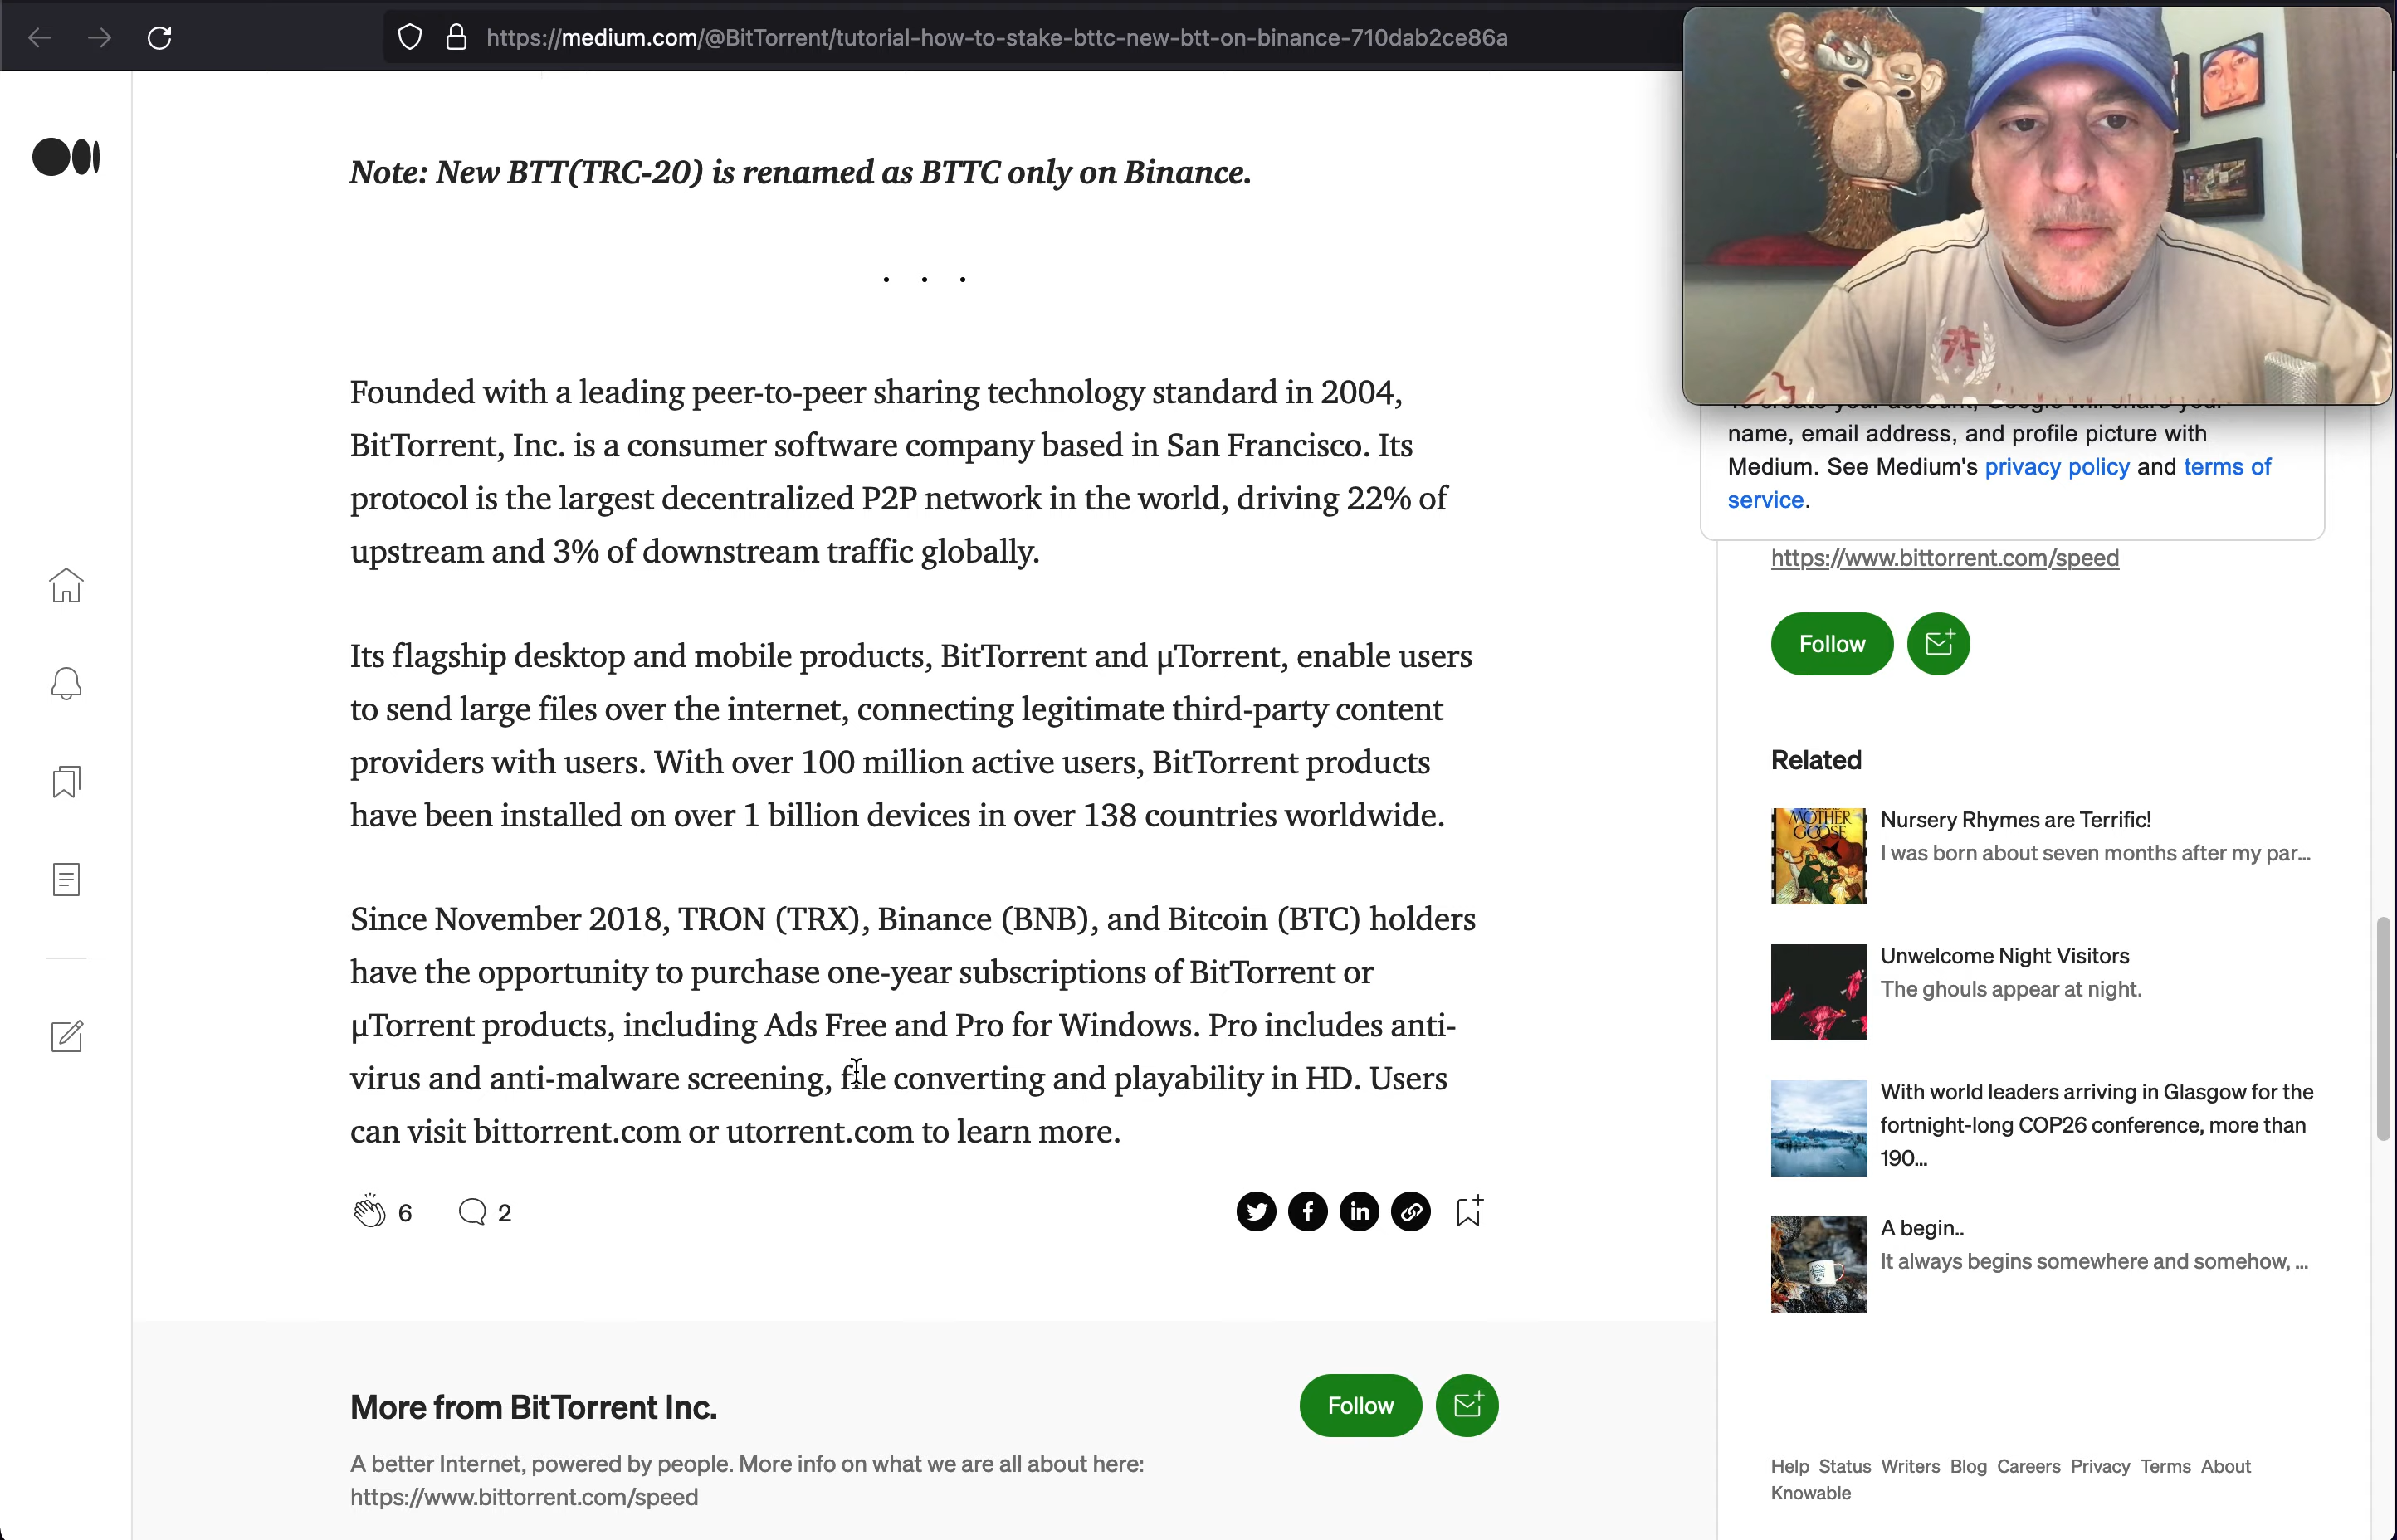 https://medium.com/@BitTorrent/tutorial-how-to-stake-bttc-new-btt-on-binance-710dab2ce86a
Note: New BTT(TRC-20) is renamed as BTTC only on Binance.
. . .
Founded with a leading peer-to-peer sharing technology standard in 2004,
BitTorrent, Inc. is a consumer software company based in San Francisco. Its
protocol is the largest decentralized P2P network in the world, driving 22% of
upstream and 3% of downstream traffic globally.
Its flagship desktop and mobile products, BitTorrent and µTorrent, enable users
to send large files over the internet, connecting legitimate third-party content
providers with users. With over 100 million active users, BitTorrent products
have been installed on over 1 billion devices in over 138 countries worldwide.
Since November 2018, TRON (TRX), Binance (BNB), and Bitcoin (BTC) holders
have the opportunity to purchase one-year subscriptions of BitTorrent or
µTorrent products, including Ads Free and Pro for Windows. Pro includes anti-
virus and anti-malware screening, file converting and playability in HD. Users
can visit bittorrent.com or utorrent.com to learn more.
6 2
More from BitTorrent Inc.
Follow
A better Internet, powered by people. More info on what we are all about here:
https://www.bittorrent.com/speed
name, email address, and profile picture with
Medium. See Medium's privacy policy and terms of
service.
https://www.bittorrent.com/speed
Follow
Related
MOTHER
GOOSE
Nursery Rhymes are Terrific!
I was born about seven months after my par...
Unwelcome Night Visitors
The ghouls appear at night.
With world leaders arriving in Glasgow for the
fortnight-long COP26 conference, more than
190...
A begin..
It always begins somewhere and somehow, ...
Help Status Writers Blog Careers Privacy Terms About
Knowable